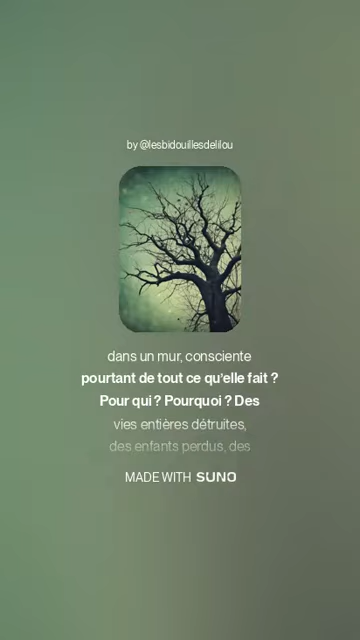 by @lesbidouillesdelilou
dans un mur, consciente
pourtant de tout ce qu'elle fait ?
Pour qui ? Pourquoi ? Des
vies entières détruites,
des enfants perdus, des
MADE WITH SUNO